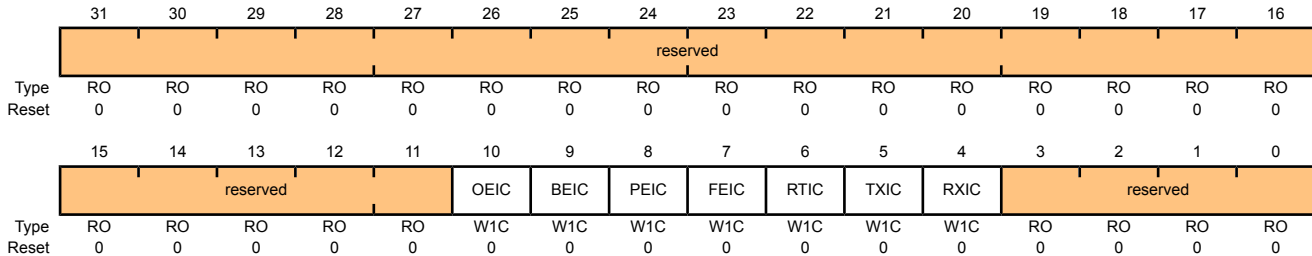 31 30 29 28 27 26 25 24 23 22 21 20 19 18 17 16
reserved
Type RO RO RO RO RO RO RO RO RO RO RO RO RO RO RO RO
Reset 0 0 0 0 0 0 0 0 0 0 0 0 0 0 0 0
15 14 13 12 11 10 9 8 7 6 5 4 3 2 1 0
reserved OEIC BEIC PEIC FEIC RTIC TXIC RXIC reserved
Type RO RO RO RO RO W1C W1C W1C W1C W1C W1C W1C RO RO RO RO
Reset 0 0 0 0 0 0 0 0 0 0 0 0 0 0 0 0